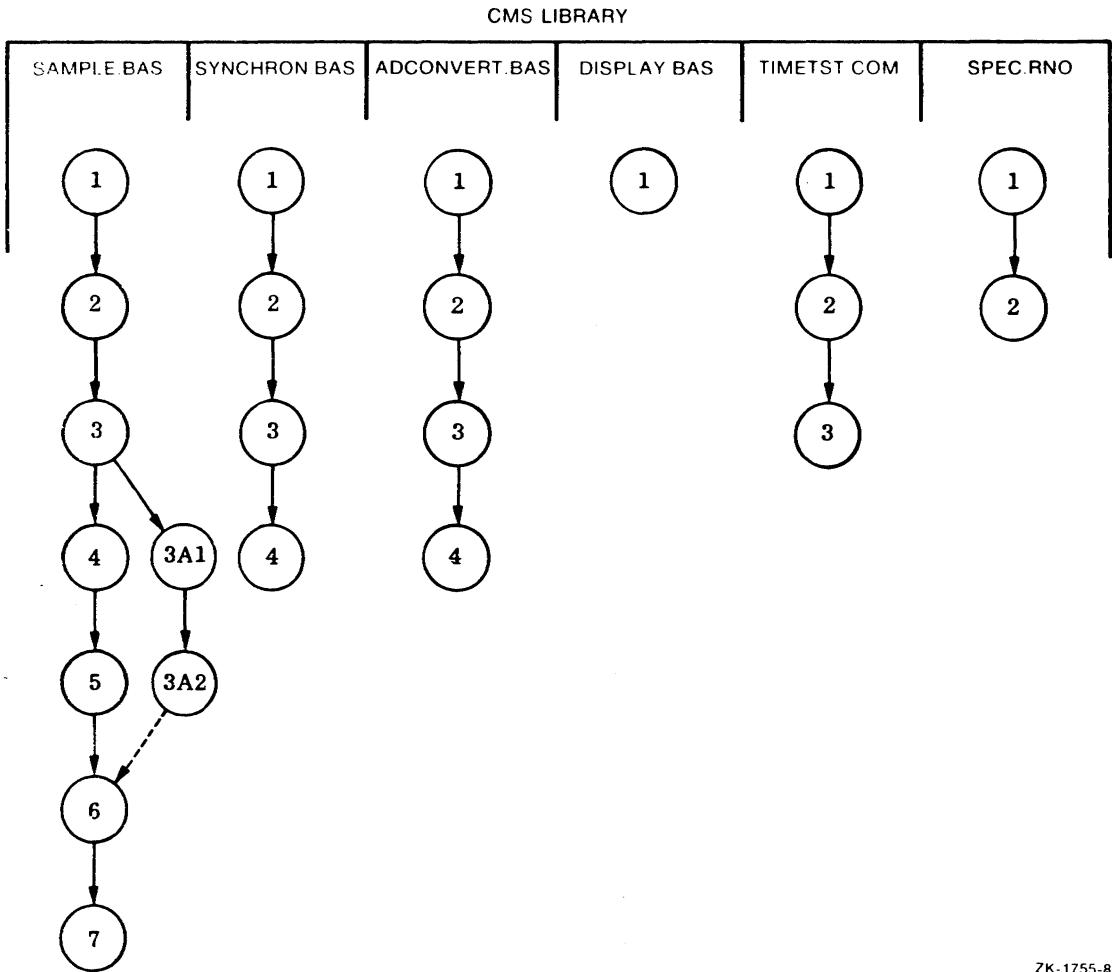 CMS LIBRARY
SAMPLE.BAS SYNCHRON BAS ADCONVERT.BAS DISPLAY BAS TIMETST COM SPEC.RNO
1 1 1 1 1 1
2 2 2 2 2
3 3 3 3
4 3A1 4 4
5 3A2
6
7
ZK-1755-8